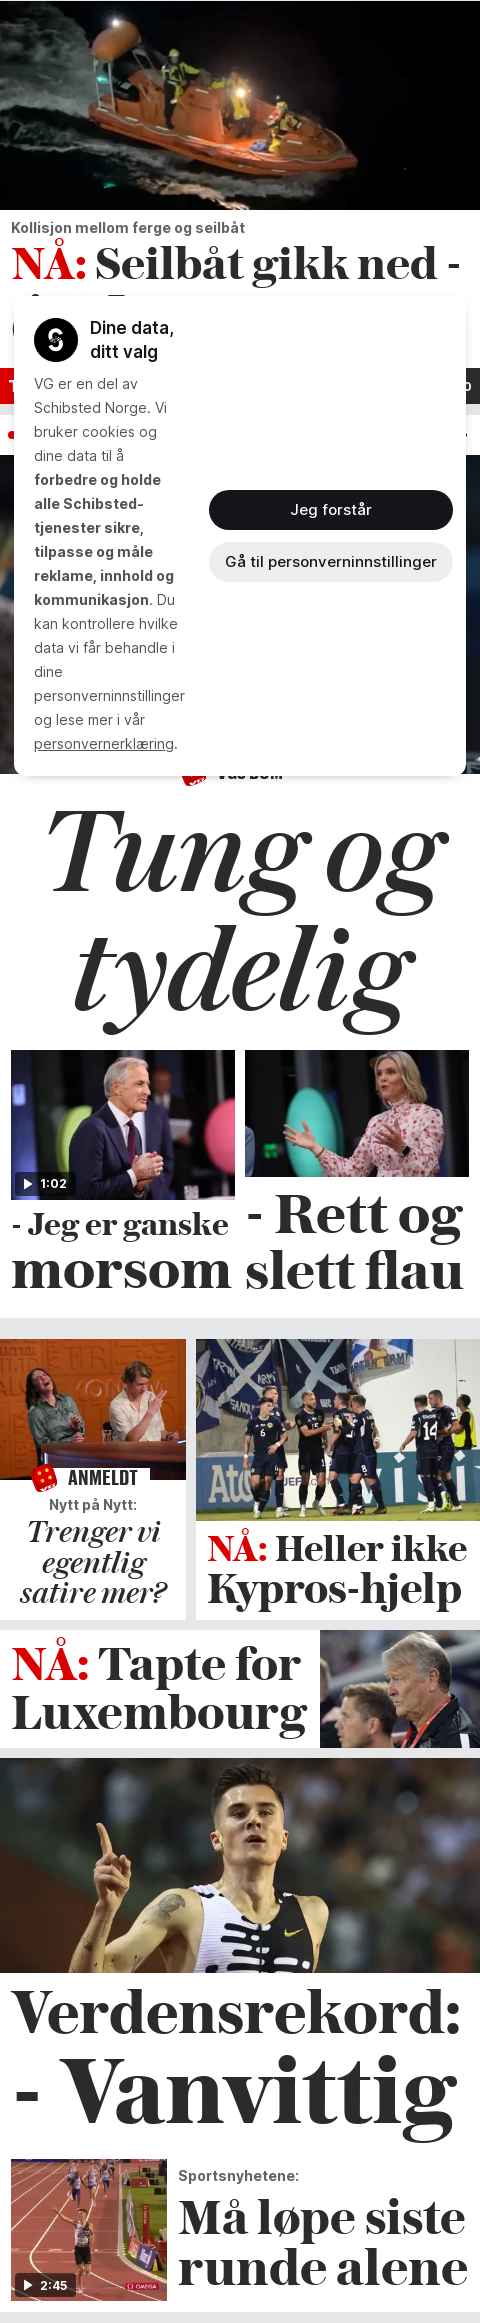 Kollisjon mellom ferge og seilbåt
NÅ: Seilbåt gikk ned -
Dine data,
ditt valg
VG er en del av
Schibsted Norge. Vi
bruker cookies og
dine data til å
forbedre og holde
alle Schibsted-
tjenester sikre,
tilpasse og måle
reklame, innhold og
kommunikasjon. Du
kan kontrollere hvilke
data vi får behandle i
dine
personverninnstillinger
og lese mer i vår
personvernerklæring.
Jeg forstår
Gå til personverninnstillinger
Tung og
tydelig
1:02
- Jeg er ganske
morsom
- Rett og
slett flau
ANMELDT
Nytt på Nytt:
Trenger vi
egentlig
satire mer?
NÅ: Heller ikke
Kypros-hjelp
NÅ: Tapte for
Luxembourg
Verdensrekord:
- Vanvittig
2:45
Sportsnyhetene:
Må løpe siste
runde alene